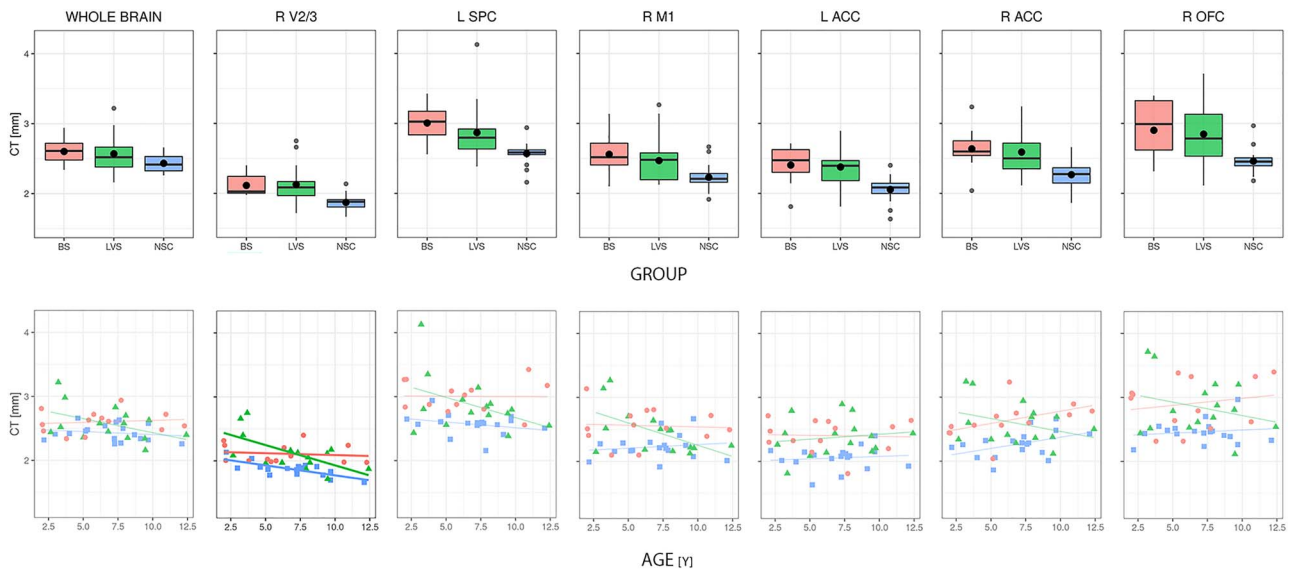 WHOLE BRAIN R V2/3 L SPC R M1 L ACC R ACC R OFC
CT [mm]
4
3
2
BS LVS NSC BS LVS NSC BS LVS NSC BS LVS NSC BS LVS NSC BS LVS NSC BS LVS NSC
GROUP
CT [mm]
4
3
2
2.5 5.0 7.5 10.0 12.5 2.5 5.0 7.5 10.0 12.5 2.5 5.0 7.5 10.0 12.5 2.5 5.0 7.5 10.0 12.5 2.5 5.0 7.5 10.0 12.5 2.5 5.0 7.5 10.0 12.5 2.5 5.0 7.5 10.0 12.5
AGE [Y]